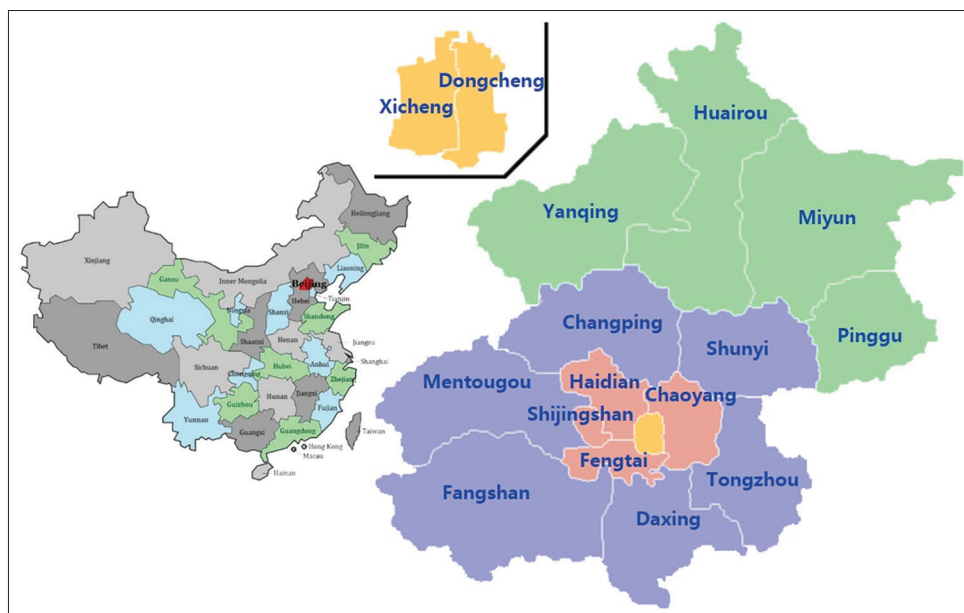 Dongcheng
Xicheng
Huairou
Yanqing
Miyun
Pinggu
Changping
Shunyi
Mentougou
Haidian
Chaoyang
Shijingshan
Fengtai
Fangshan
Tongzhou
Daxing
Heilongjiang
Jilin
Xinjiang
Liaoning
Inner Mongolia
Gansu
Beijing
Tianjin
Hebei
Ningxia
Shanxi
Qinghai
Shandong
Shaanxi
Henan
Jiangsu
Tibet
Shanghai
Anhui
Sichuan
Hubei
Chongqing
Zhejiang
Hunan
Jiangxi
Guizhou
Fujian
Yunnan
Guangxi
Guangdong
Taiwan
Hong Kong
Macau
Hainan